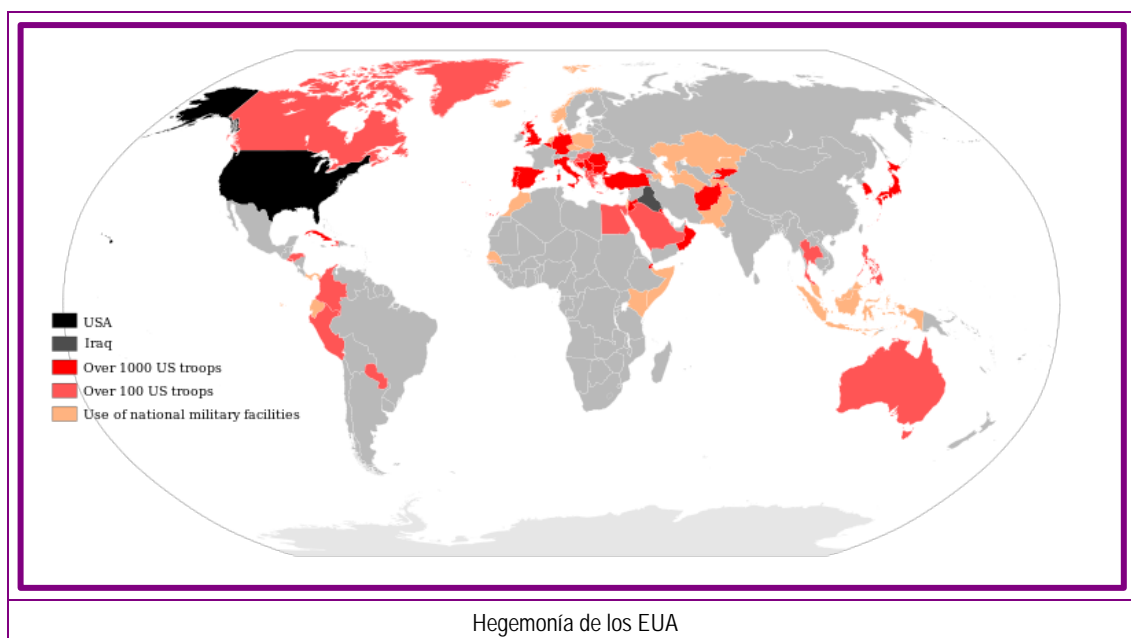 USA
Iraq
Over 1000 US troops
Over 100 US troops
Use of national military facilities
Hegemonía de los EUA